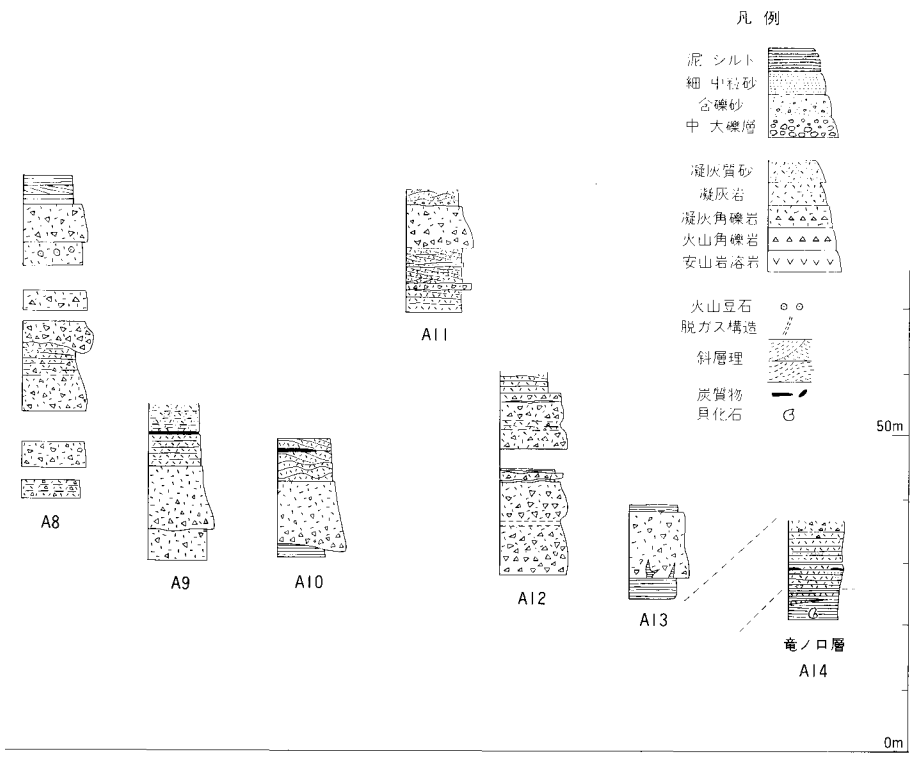 凡 例
泥 シルト
細 中粒砂
含礫砂
中 大礫層
凝灰質砂
凝灰岩
凝灰角礫岩
火山角礫岩
安山岩溶岩
火山豆石
脱ガス構造
斜層理
炭質物
貝化石
50m
0m
A8
A9
A10
A11
A12
A13
竜ノ口層
A14